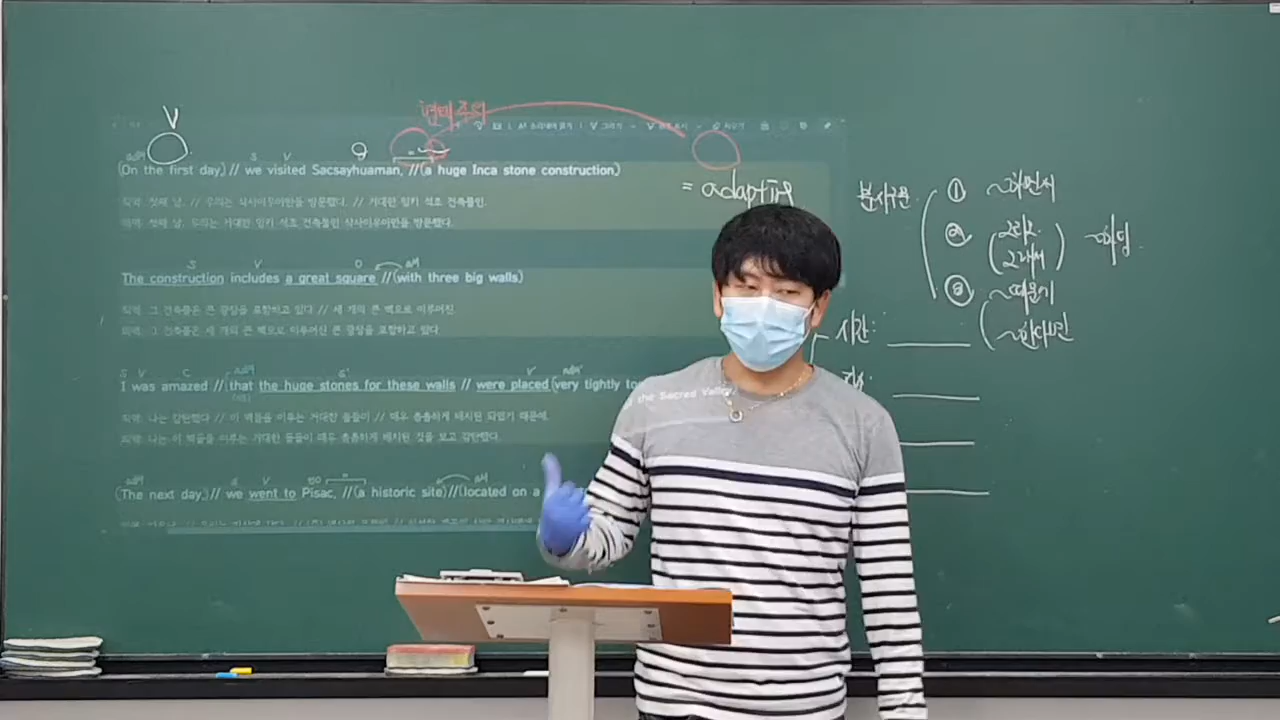 V
형태 주의
adv S V
(On the first day,) // we visited Sacsayhuaman, //(a huge Inca stone construction)
= adapting
직역: 첫째 날, // 우리는 삭사이우아만을 방문했다. // 거대한 잉카 석조 건축물인.
의역: 첫째 날, 우리는 거대한 잉카 석조 건축물인 삭사이우아만을 방문했다.
S V O
The construction includes a great square //(with three big walls)
직역: 그 건축물은 큰 광장을 포함하고 있다 // 세 개의 큰 벽으로 이루어진
의역: 그 건축물은 세 개의 큰 벽으로 이루어진 큰 광장을 포함하고 있다
S V C
I was amazed // that the huge stones for these walls // were placed (very tightly
the Sacred Valley
직역: 나는 감탄했다 // 이 벽들을 이루는 거대한 돌들이 // 매우 촘촘하게 배치된 되었기 때문에.
의역: 나는 이 벽들을 이루는 거대한 돌들이 매우 촘촘하게 배치된 것을 보고 감탄했다.
(The next day,) // we went to Pisac, //(a historic site)//(located on a
분사구문 ① ~하면서
② (그리고 그래서) ~하다
③ ~때문에
~한다면
시간: